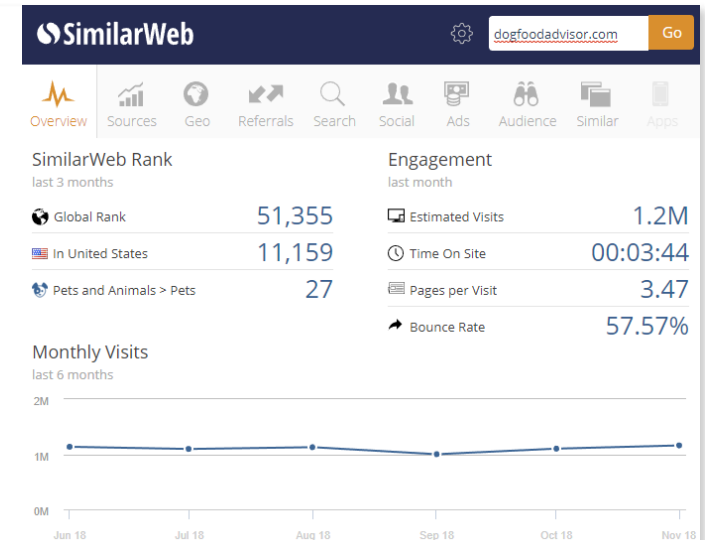 SimilarWeb
dogfoodadvisor.com
Go
Overview
Sources
Geo
Referrals
Search
Social
Ads
Audience
Similar
Apps
SimilarWeb Rank
last 3 months
Global Rank 51,355
In United States 11,159
Pets and Animals > Pets 27
Engagement
last month
Estimated Visits 1.2M
Time On Site 00:03:44
Pages per Visit 3.47
Bounce Rate 57.57%
Monthly Visits
last 6 months
2M
1M
0M
Jun 18 Jul 18 Aug 18 Sep 18 Oct 18 Nov 18